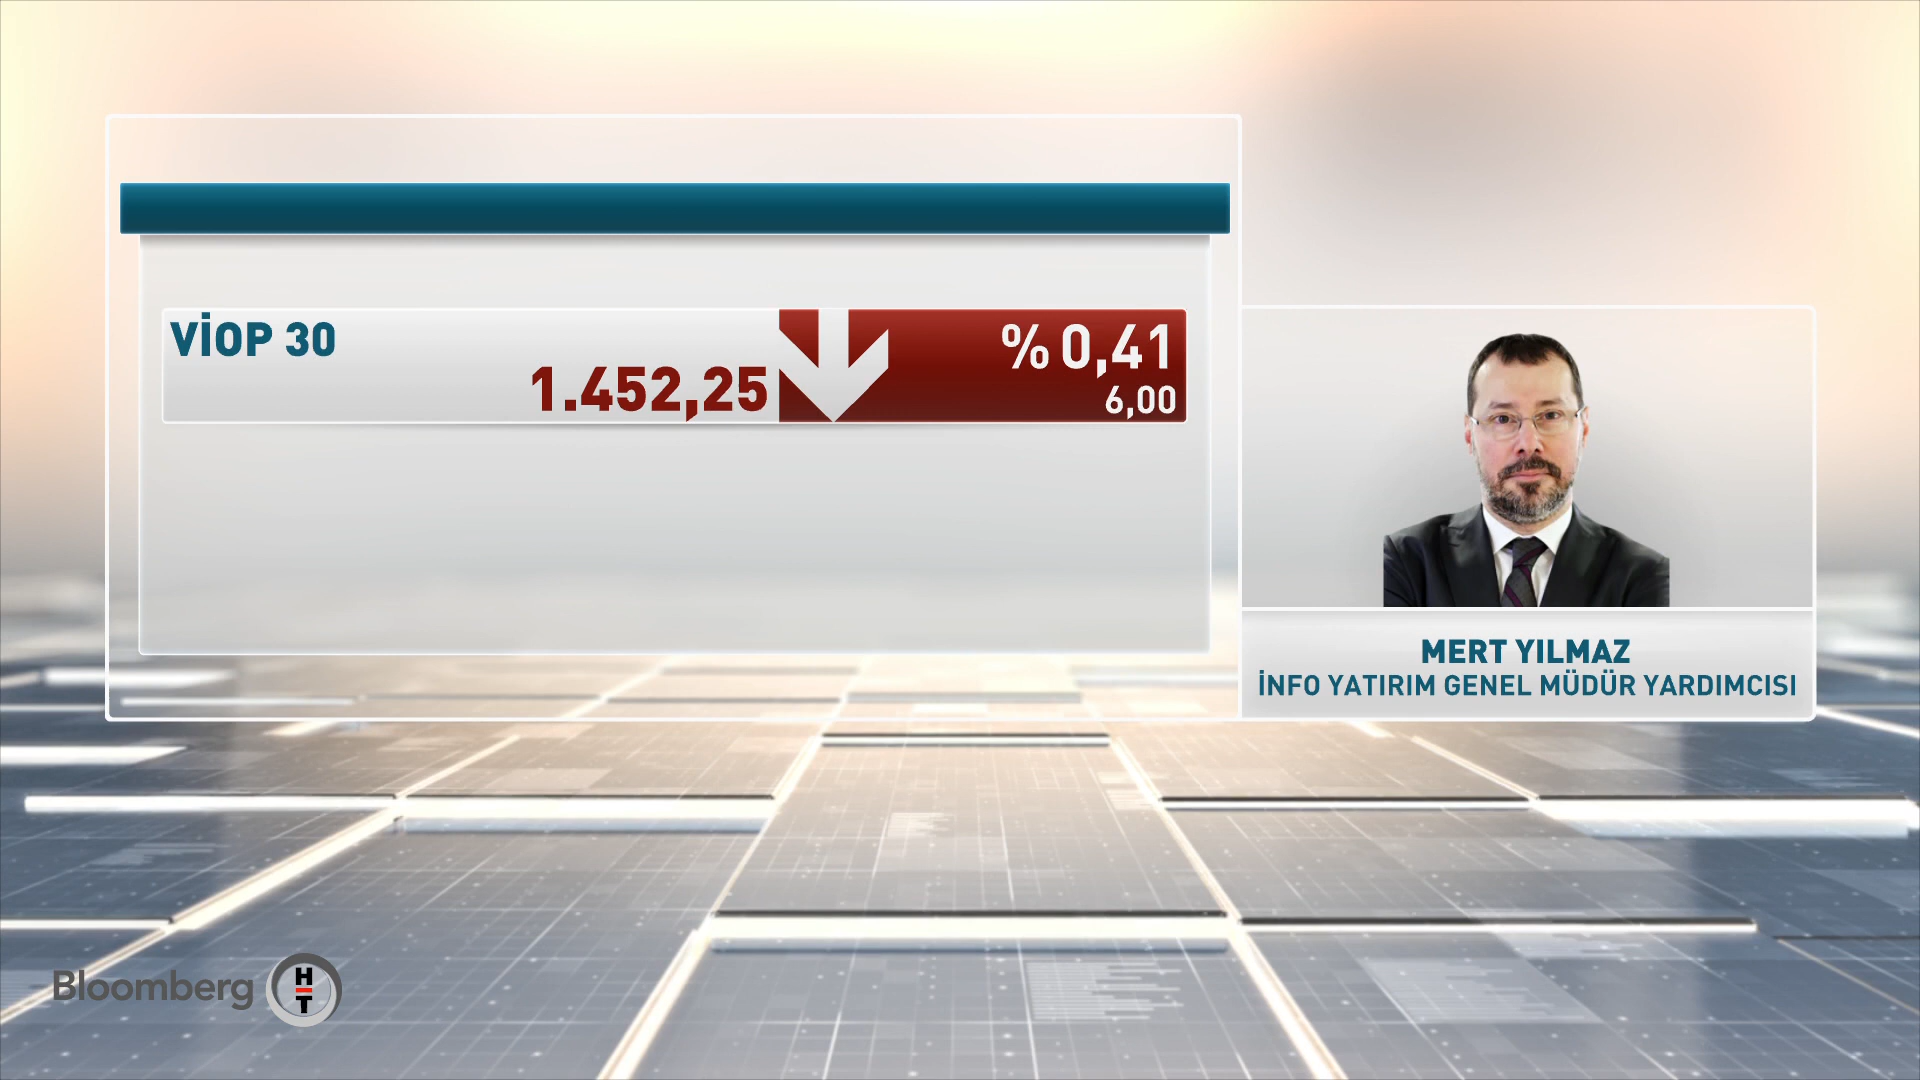 VİOP 30
1.452,25
% 0,41
6,00
MERT YILMAZ
İNFO YATIRIM GENEL MÜDÜR YARDIMCISI
Bloomberg HT